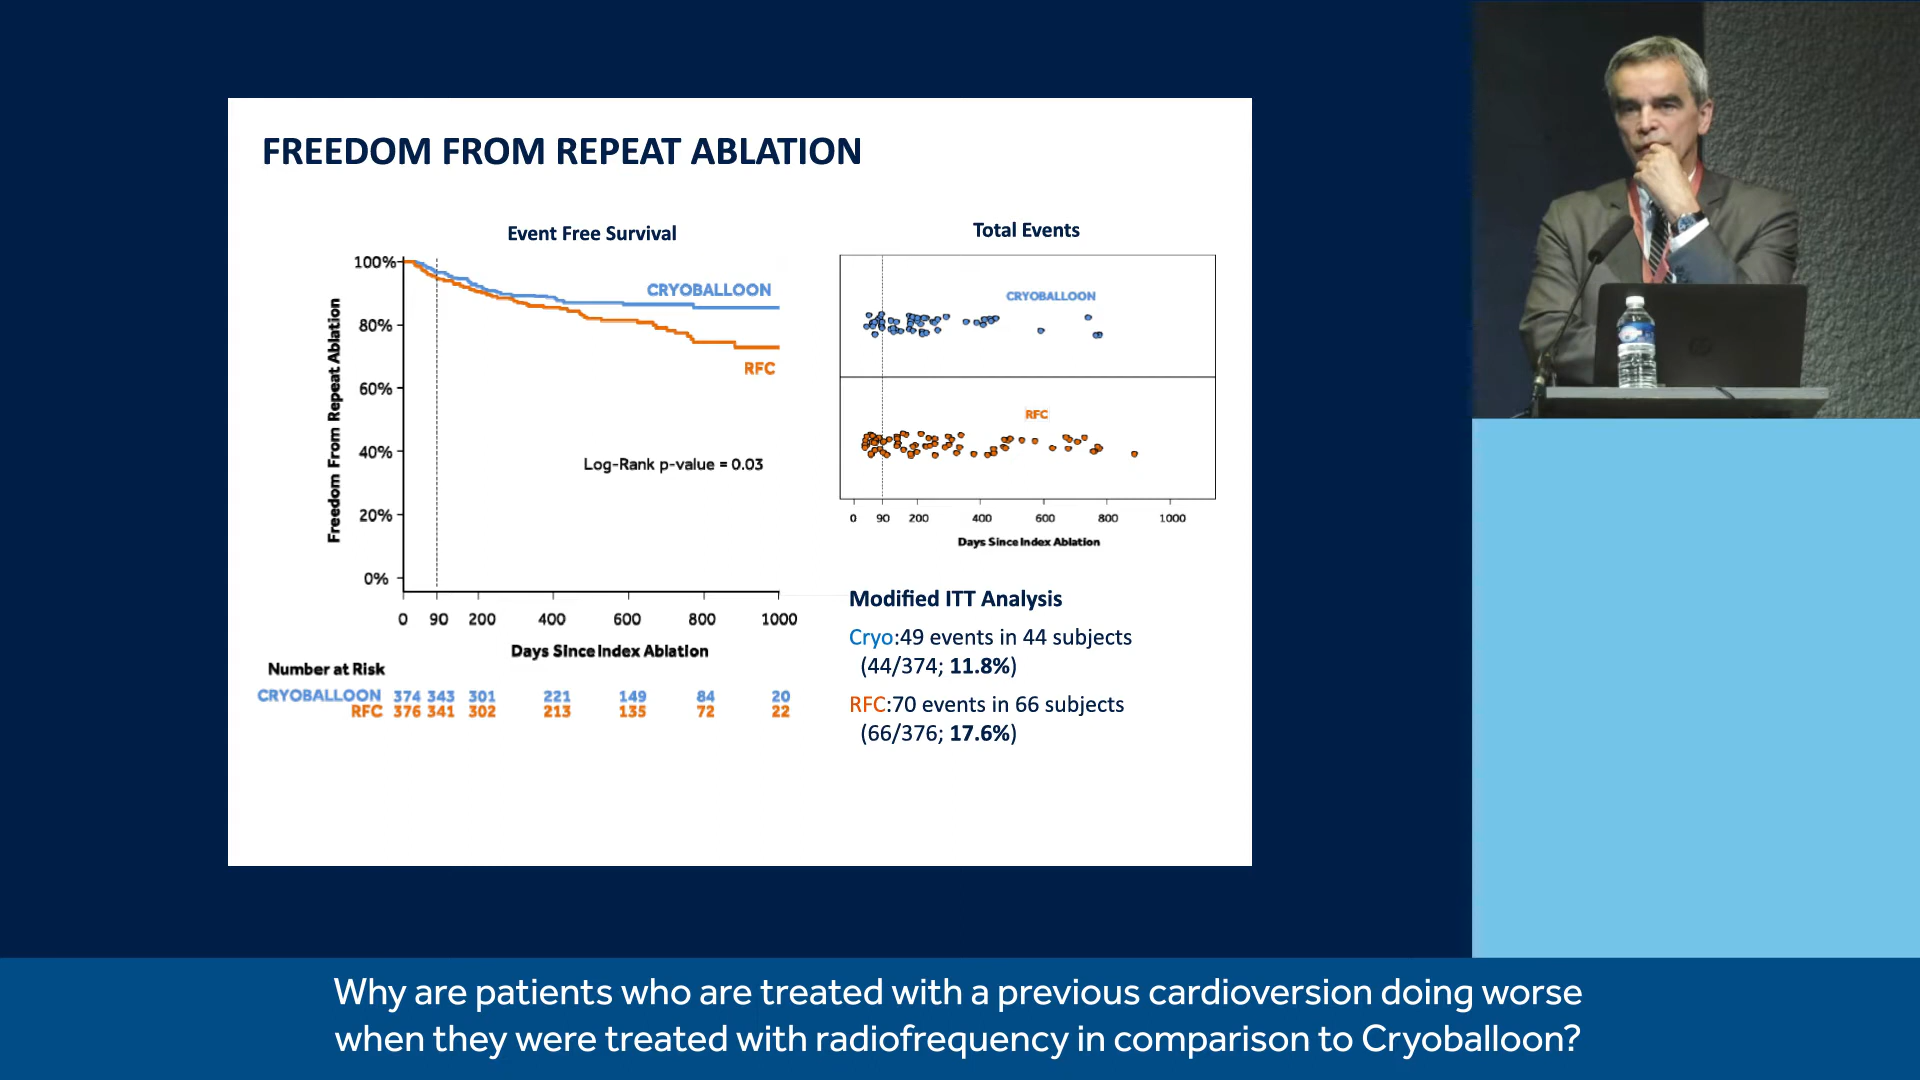 FREEDOM FROM REPEAT ABLATION
Event Free Survival
100%
80%
60%
40%
20%
0%
Freedom From Repeat Ablation
CRYOBALLOON
RFC
Log-Rank p-value = 0.03
0 90 200 400 600 800 1000
Days Since Index Ablation
Number at Risk
CRYOBALLOON 374 343 301 221 149 84 20
RFC 376 341 302 213 135 72 22
Total Events
CRYOBALLOON
RFC
0 90 200 400 600 800 1000
Days Since Index Ablation
Modified ITT Analysis
Cryo:49 events in 44 subjects
(44/374; 11.8%)
RFC:70 events in 66 subjects
(66/376; 17.6%)
Why are patients who are treated with a previous cardioversion doing worse
when they were treated with radiofrequency in comparison to Cryoballoon?